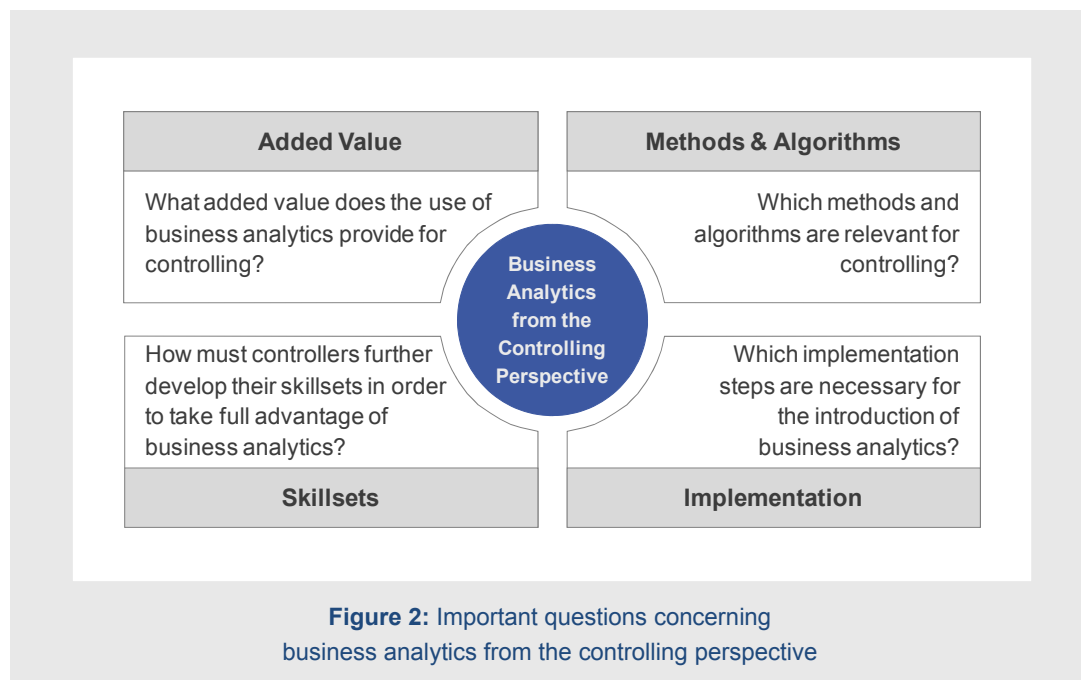 Added Value
What added value does the use of
business analytics provide for
controlling?
Methods & Algorithms
Which methods and
algorithms are relevant for
controlling?
Business
Analytics
from the
Controlling
Perspective
How must controllers further
develop their skillsets in order
to take full advantage of
business analytics?
Skillsets
Which implementation
steps are necessary for
the introduction of
business analytics?
Implementation
Figure 2: Important questions concerning
business analytics from the controlling perspective